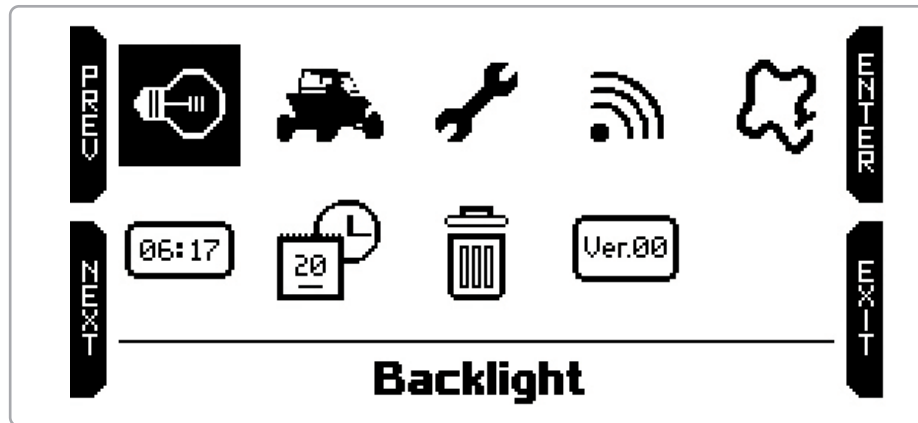 PREV
ENTER
06:17
20
Ver.00
NEXT
EXIT
Backlight